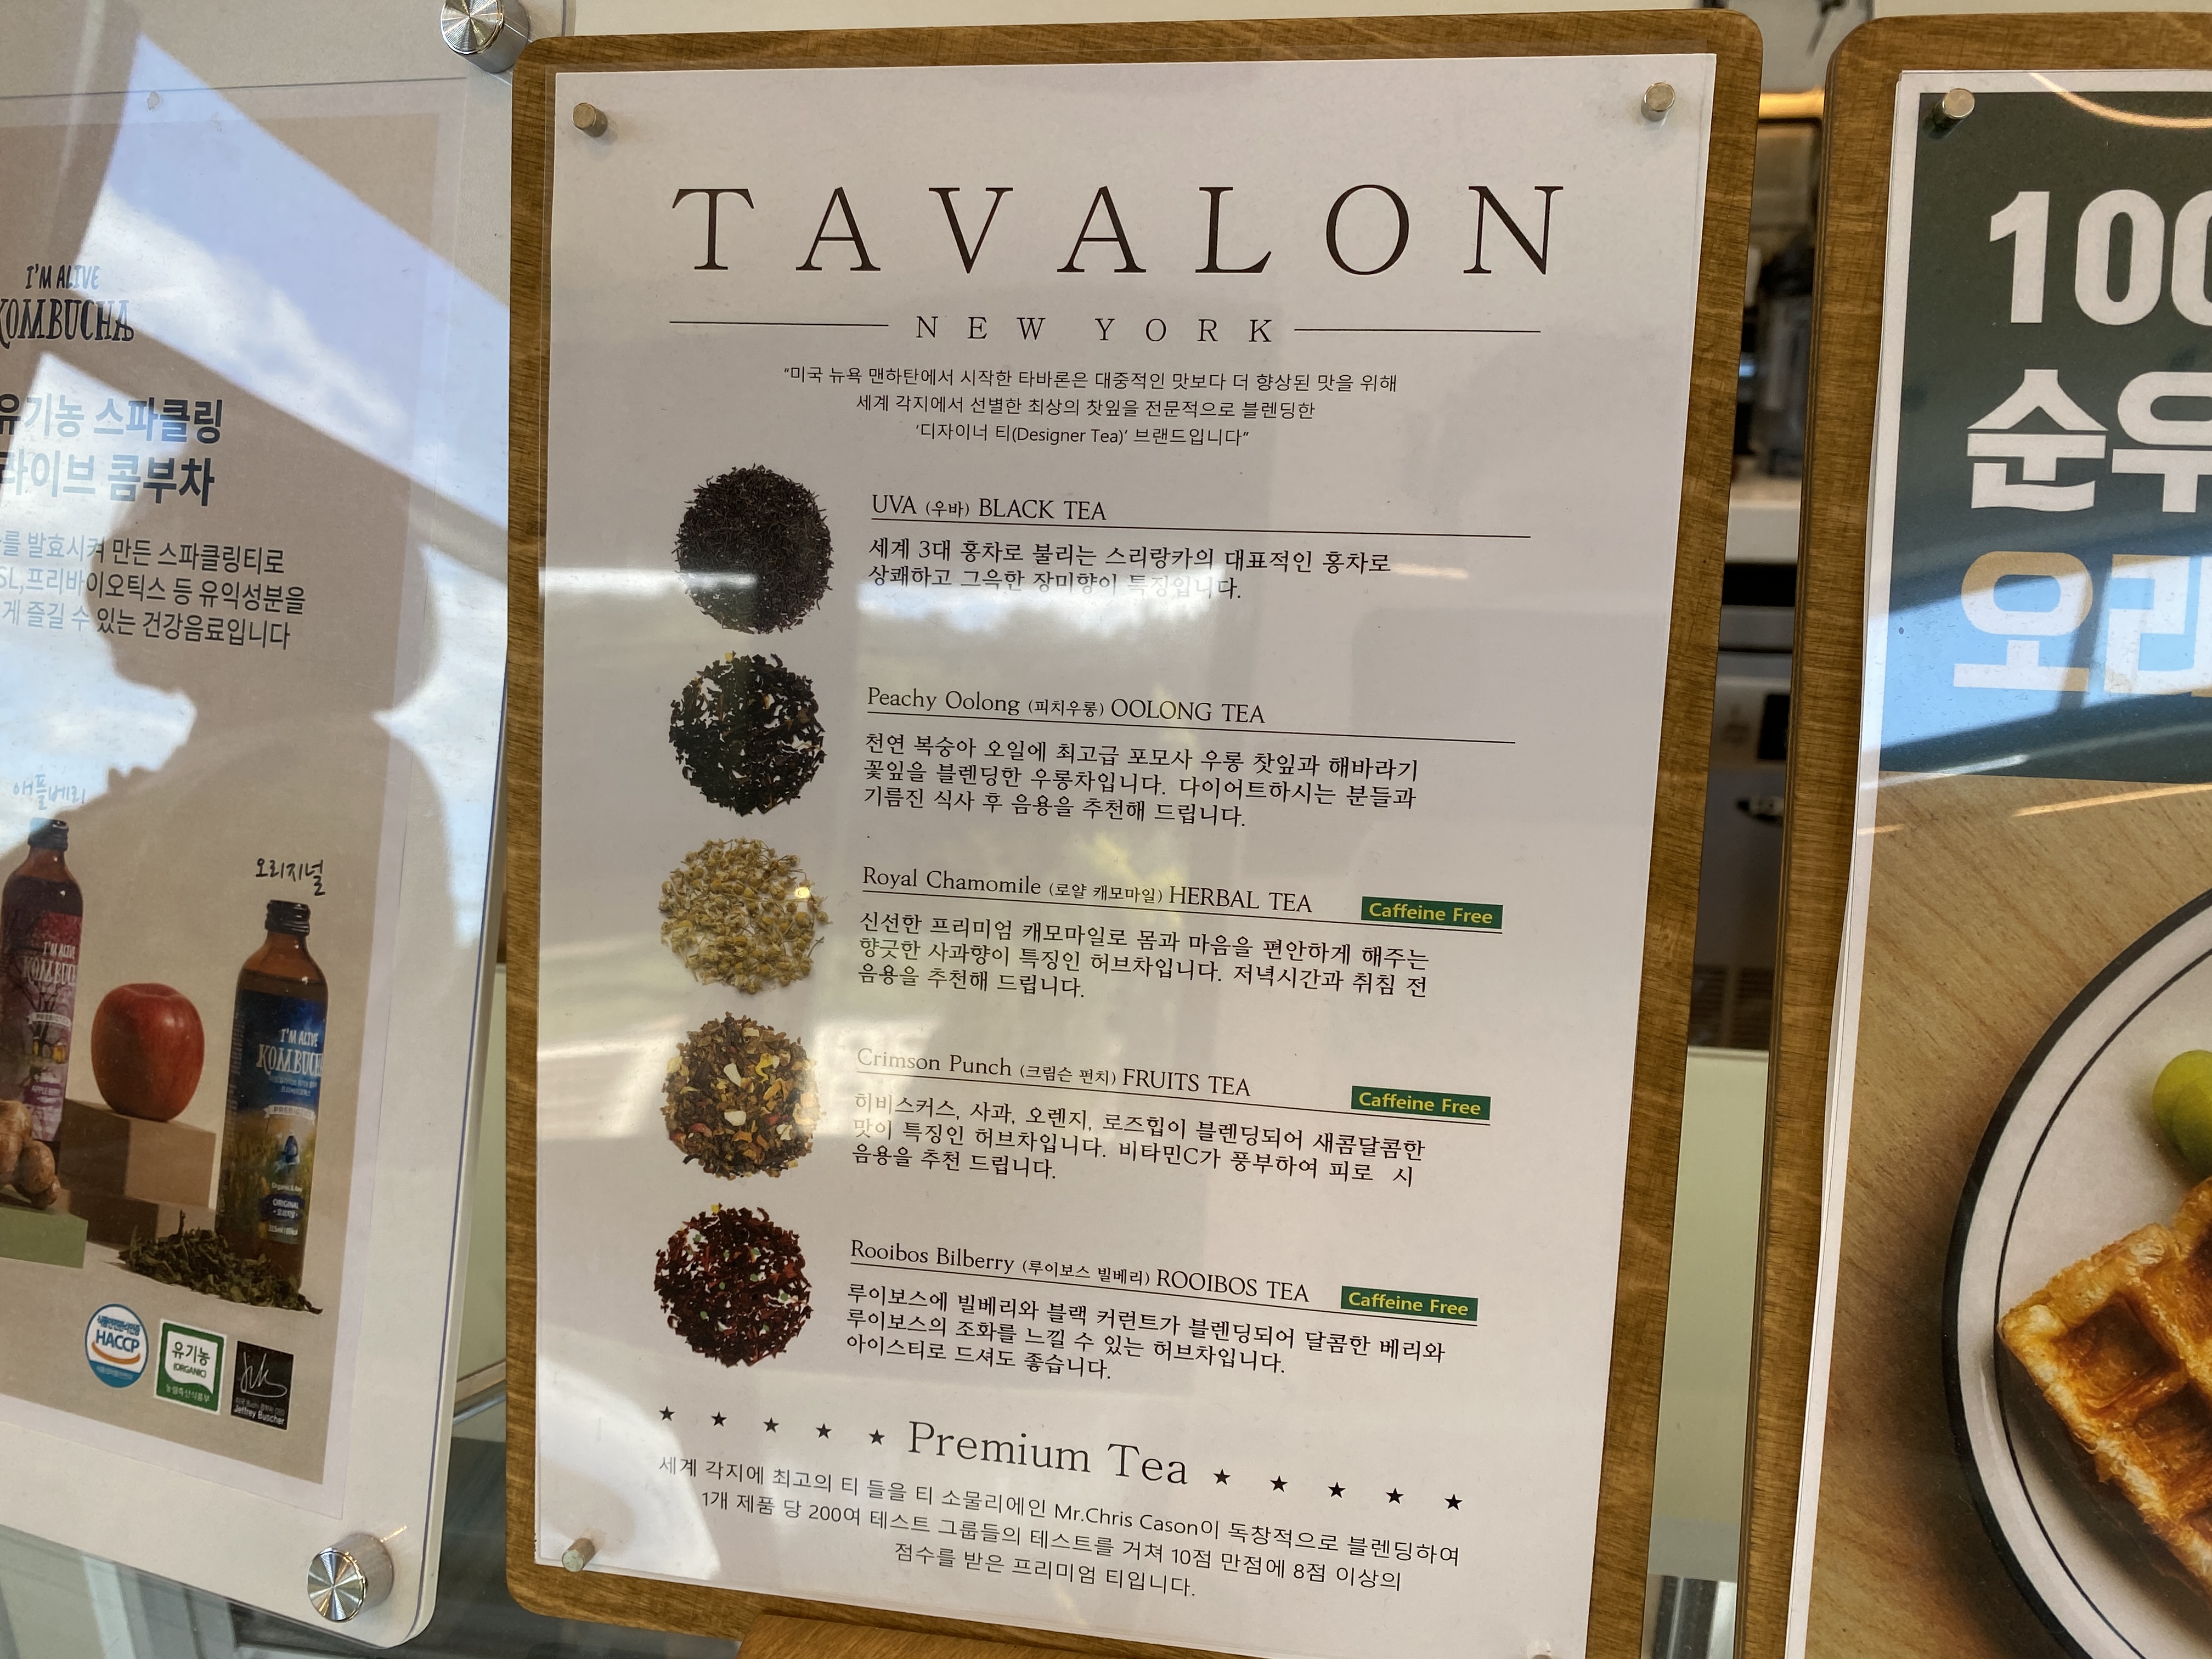 I'M ALIVE
KOMBUCHA
유기농 스파클링
라이브 콤부차
를 발효시켜 만든 스파클링티로
프리바이오틱스 등 유익성분을
게 즐길 수 있는 건강음료입니다
애플베리
오리지널
I'M ALIVE
I'M ALIVE
KOMBUCHA
ORIGINAL
HACCP
유기농
(ORGANIC)
농림축산식품부
Jeffrey Buscher
TAVALON
NEW YORK
"미국 뉴욕 맨하탄에서 시작한 타바론은 대중적인 맛보다 더 향상된 맛을 위해
세계 각지에서 선별한 최상의 찻잎을 전문적으로 블렌딩한
'디자이너 티(Designer Tea)' 브랜드입니다"
UVA (우바) BLACK TEA
세계 3대 홍차로 불리는 스리랑카의 대표적인 홍차로
상쾌하고 그윽한 장미향이 특징입니다.
Peachy Oolong (피치우롱) OOLONG TEA
천연 복숭아 오일에 최고급 포모사 우롱 찻잎과 해바라기
꽃잎을 블렌딩한 우롱차입니다. 다이어트하시는 분들과
기름진 식사 후 음용을 추천해 드립니다.
Royal Chamomile (로얄 캐모마일) HERBAL TEA Caffeine Free
신선한 프리미엄 캐모마일로 몸과 마음을 편안하게 해주는
향긋한 사과향이 특징인 허브차입니다. 저녁시간과 취침 전
음용을 추천해 드립니다.
Crimson Punch (크림슨 펀치) FRUITS TEA Caffeine Free
히비스커스, 사과, 오렌지, 로즈힙이 블렌딩되어 새콤달콤한
맛이 특징인 허브차입니다. 비타민C가 풍부하여 피로 시
음용을 추천 드립니다.
Rooibos Bilberry (루이보스 빌베리) ROOIBOS TEA Caffeine Free
루이보스에 빌베리와 블랙 커런트가 블렌딩되어 달콤한 베리와
루이보스의 조화를 느낄 수 있는 허브차입니다.
아이스티로 드셔도 좋습니다.
★ ★ ★ ★ ★ Premium Tea ★ ★ ★ ★ ★
세계 각지에 최고의 티 들을 티 소물리에인 Mr.Chris Cason이 독창적으로 블렌딩하여
1개 제품 당 200여 테스트 그룹들의 테스트를 거쳐 10점 만점에 8점 이상의
점수를 받은 프리미엄 티입니다.
100
순우
오리